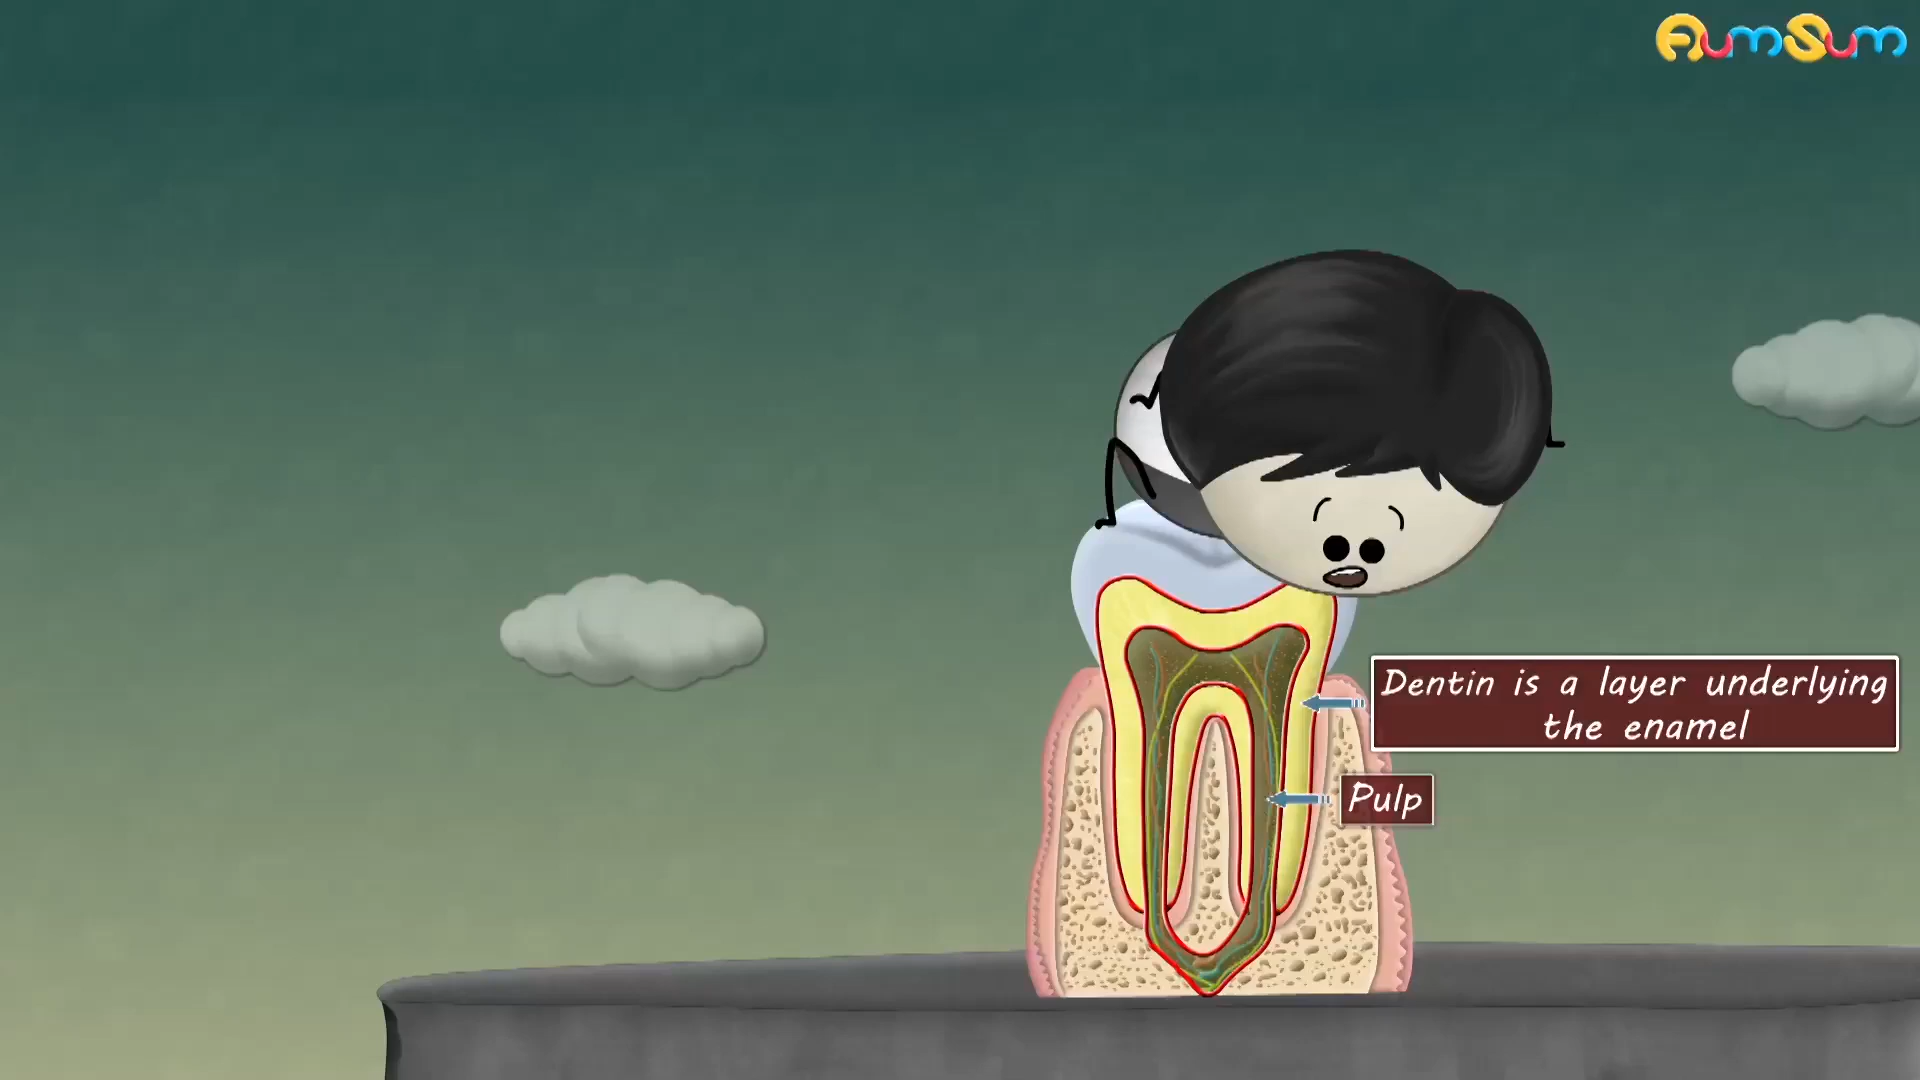 AumSum
Dentin is a layer underlying
the enamel
Pulp